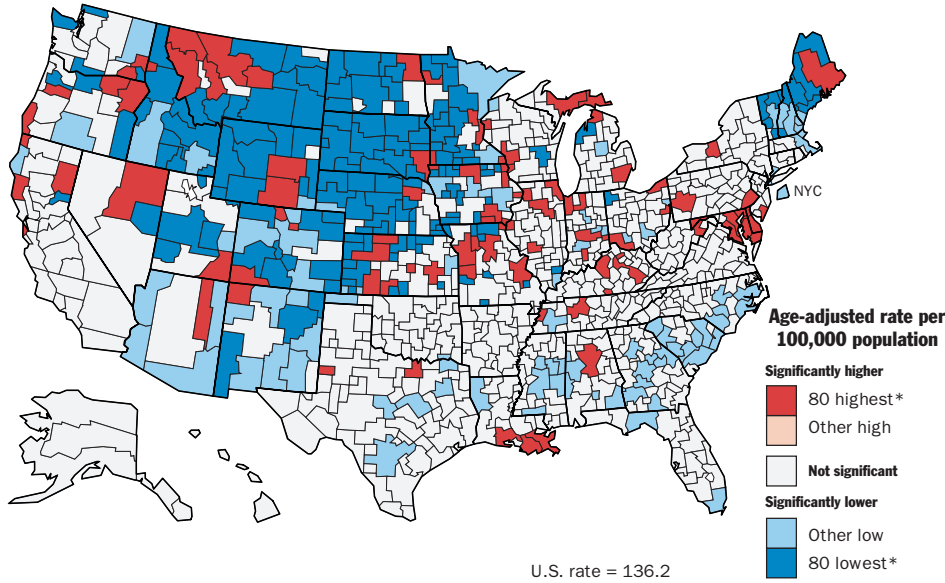 NYC
Age-adjusted rate per
100,000 population
Significantly higher
80 highest*
Other high
Not significant
Significantly lower
Other low
80 lowest*
U.S. rate = 136.2